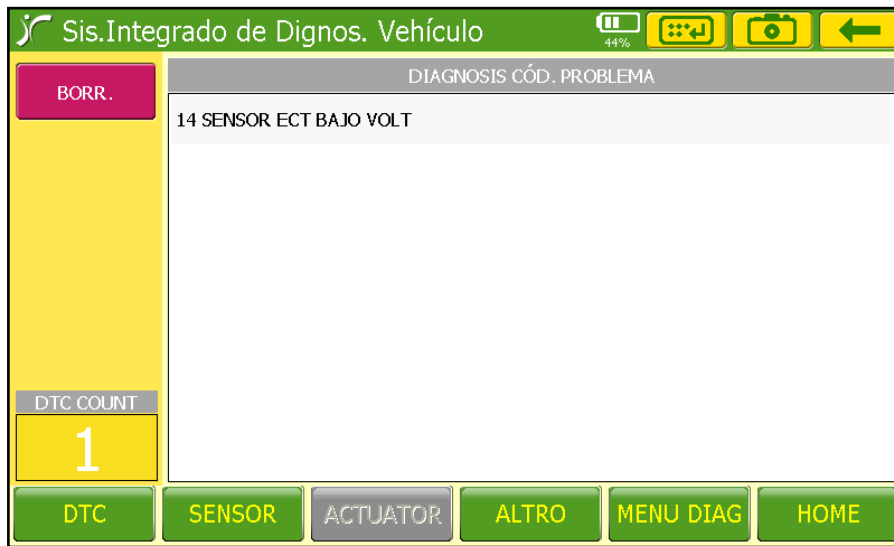 Sis.Integrado de Dignos. Vehículo
44%
BORR.
DIAGNOSIS CÓD. PROBLEMA
14 SENSOR ECT BAJO VOLT
DTC COUNT
1
DTC SENSOR ACTUATOR ALTRO MENU DIAG HOME